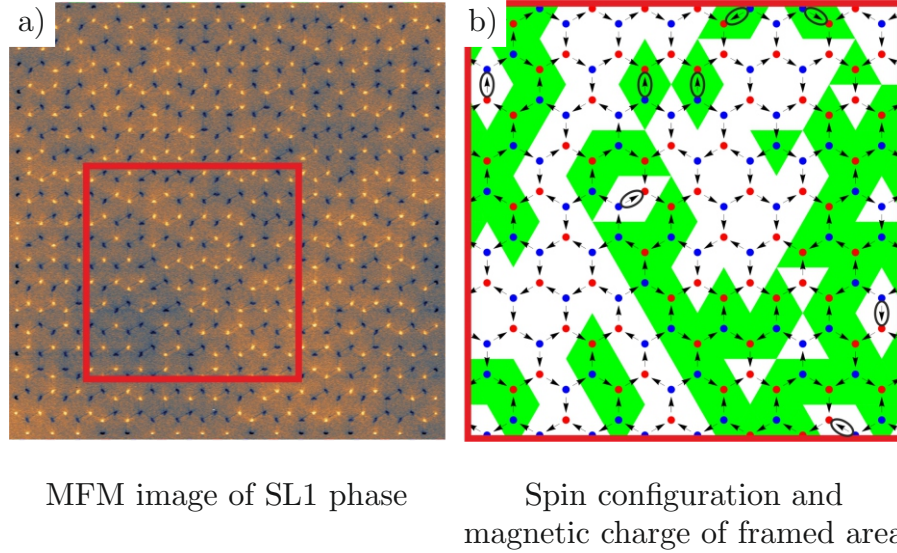 a)
b)
MFM image of SL1 phase
Spin configuration and
magnetic charge of framed area